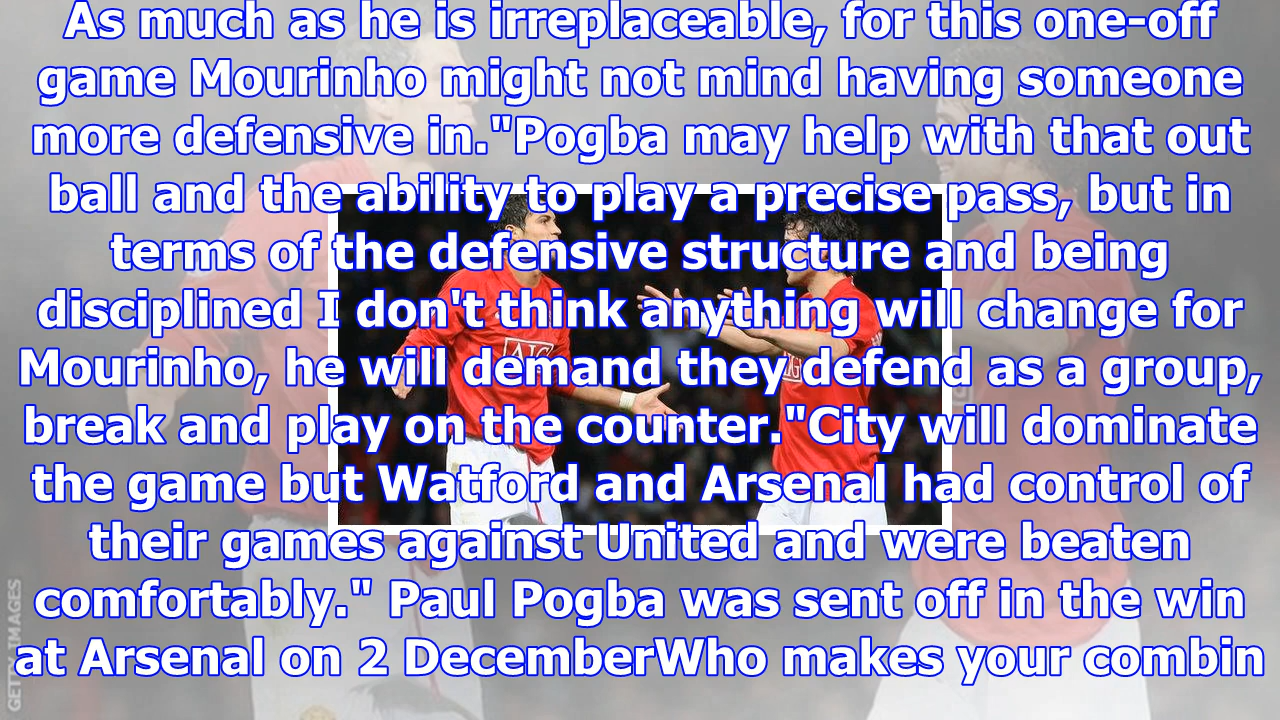 As much as he is irreplaceable, for this one-off
game Mourinho might not mind having someone
more defensive in."Pogba may help with that out
ball and the ability to play a precise pass, but in
terms of the defensive structure and being
disciplined I don't think anything will change for
Mourinho, he will demand they defend as a group,
break and play on the counter."City will dominate
the game but Watford and Arsenal had control of
their games against United and were beaten
comfortably." Paul Pogba was sent off in the win
at Arsenal on 2 DecemberWho makes your combin
GETTY IMAGES
AIG